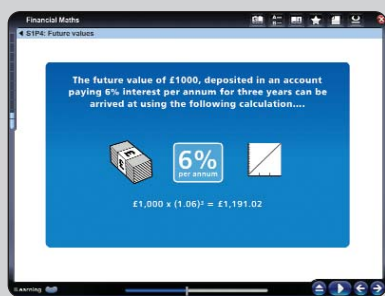 Financial Maths
S1P4: Future values
The future value of £1000, deposited in an account
paying 6% interest per annum for three years can be
arrived at using the following calculation....
6%
per annum
£1,000 x (1.06)³ = £1,191.02
iLearning